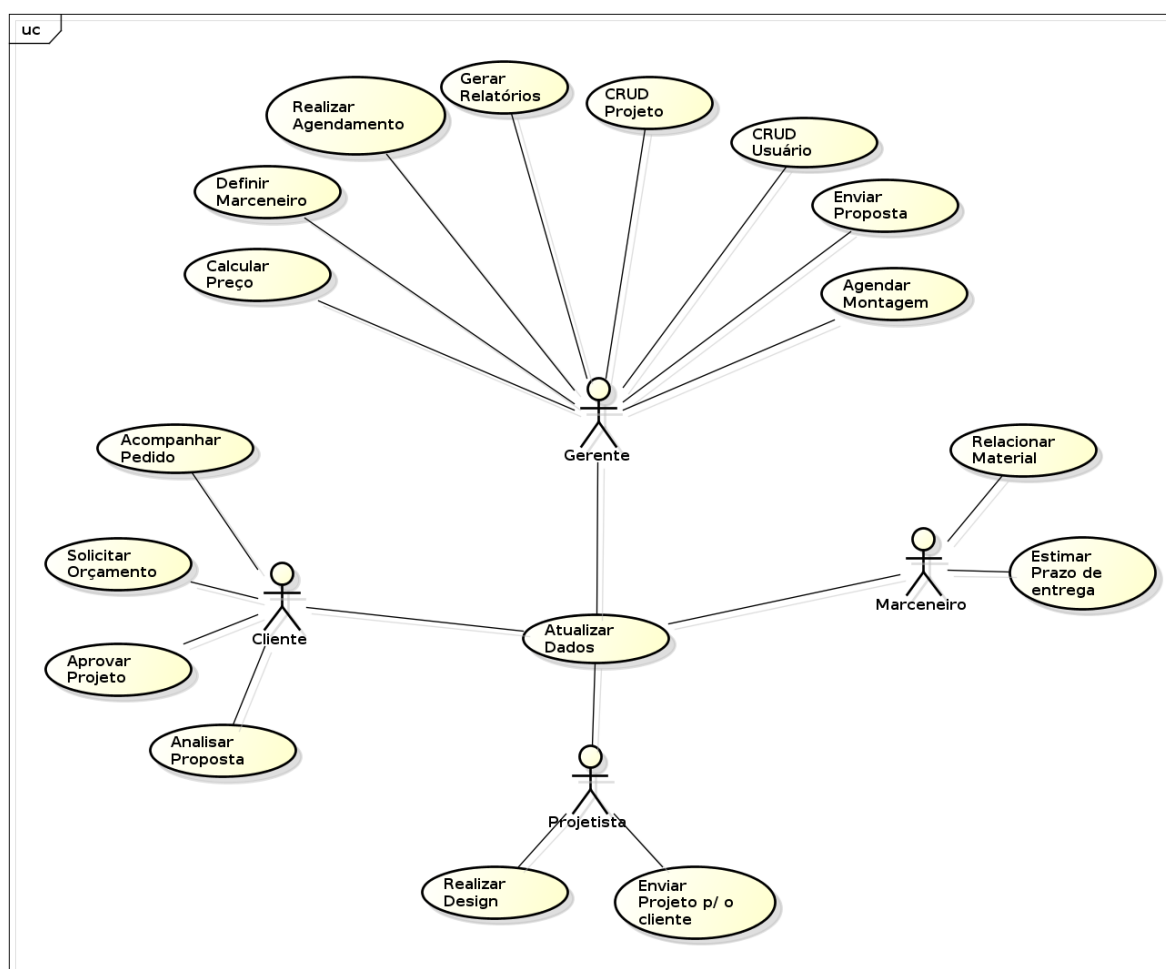 uc
Gerar
Relatórios
CRUD
Projeto
Realizar
Agendamento
CRUD
Usuário
Definir
Marceneiro
Enviar
Proposta
Calcular
Preço
Agendar
Montagem
Gerente
Acompanhar
Pedido
Relacionar
Material
Solicitar
Orçamento
Estimar
Prazo de
entrega
Marceneiro
Cliente
Atualizar
Dados
Aprovar
Projeto
Analisar
Proposta
Projetista
Realizar
Design
Enviar
Projeto p/ o
cliente